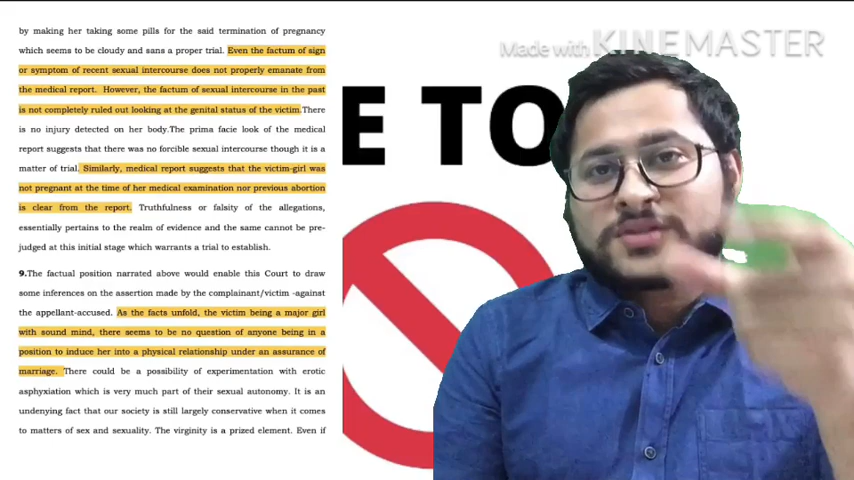 by making her taking some pills for the said termination of pregnancy
which seems to be cloudy and sans a proper trial. Even the factum of sign
or symptom of recent sexual intercourse does not properly emanate from
the medical report. However, the factum of sexual intercourse in the past
is not completely ruled out looking at the genital status of the victim.There
is no injury detected on her body.The prima facie look of the medical
report suggests that there was no forcible sexual intercourse though it is a
matter of trial. Similarly, medical report suggests that the victim-girl was
not pregnant at the time of her medical examination nor previous abortion
is clear from the report. Truthfulness or falsity of the allegations,
essentially pertains to the realm of evidence and the same cannot be pre-
judged at this initial stage which warrants a trial to establish.
9.The factual position narrated above would enable this Court to draw
some inferences on the assertion made by the complainant/victim -against
the appellant-accused. As the facts unfold, the victim being a major girl
with sound mind, there seems to be no question of anyone being in a
position to induce her into a physical relationship under an assurance of
marriage. There could be a possibility of experimentation with erotic
asphyxiation which is very much part of their sexual autonomy. It is an
undenying fact that our society is still largely conservative when it comes
to matters of sex and sexuality. The virginity is a prized element. Even if
Made with KINEMASTER
E TO